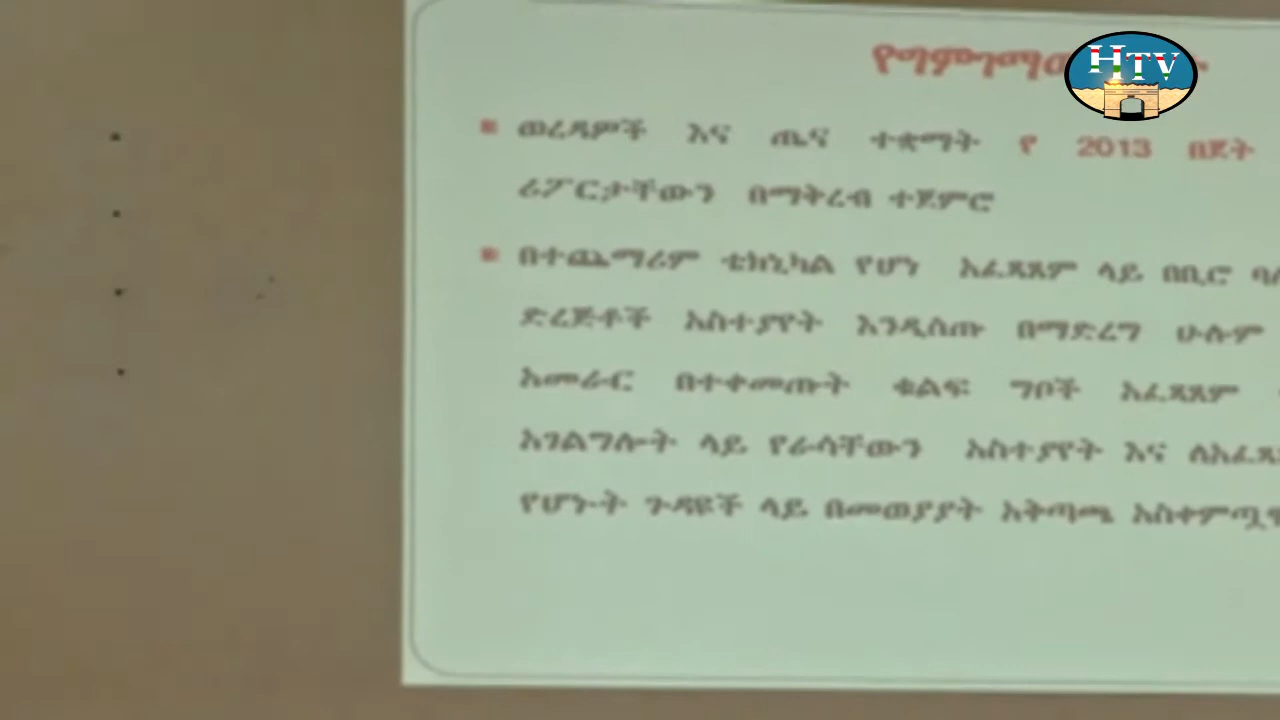 HTV
ወረዳዎች እና ጤና ተቋማት የ 2013 በጀት
ሪፖርታቸውን በማቅረብ ተጀምሮ
በተጨማሪም ቴክኒካል የሆነ አፈጻጸም ላይ በቢሮ
ድረጅቶች አስተያየት እንዲሰጡ በማድረግ ሁሉም
አመራር በተቀመጡት ቁልፍ ግቦች አፈጻጸም
አገልግሎት ላይ የራሳቸውን አስተያየት እና
የሆኑት ጉዳዩች ላይ በመወያያት አቅጣጫ